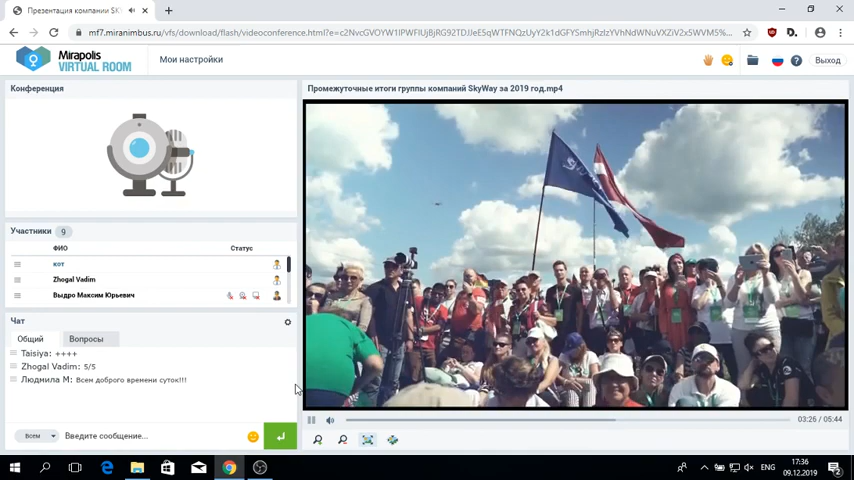 Презентация компании SK
mf7.miranimbus.ru/vfs/download/flash/videoconference.html?e=c2NvcGVOYW1lPWFlUjBjRG92TDJJeE5qWTFNQzUyY2k1dGFYSmhjRzlzYVhNdWNuVXZiV2x5WVM5%...
Mirapolis
VIRTUAL ROOM
Мои настройки
Выход
Конференция
Промежуточные итоги группы компаний SkyWay за 2019 год.mp4
Участники 9
ФИО Статус
кот
Zhogal Vadim
Выдро Максим Юрьевич
Чат
Общий Вопросы
Taisiya: ++++
Zhogal Vadim: 5/5
Людмила М: Всем доброго времени суток!!!
Всем Введите сообщение...
03:26 / 05:44
ENG
17:36
09.12.2019
2